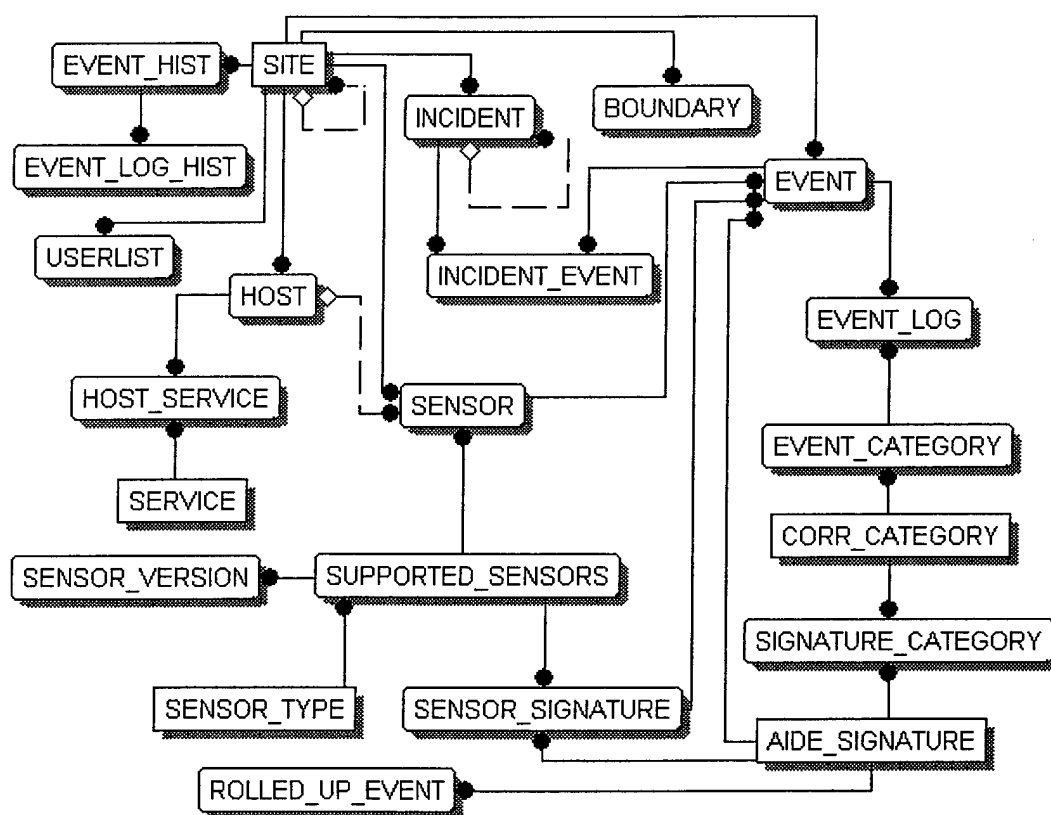 EVENT_HIST
SITE
INCIDENT
BOUNDARY
EVENT_LOG_HIST
EVENT
USERLIST
INCIDENT_EVENT
HOST
EVENT_LOG
HOST_SERVICE
SENSOR
EVENT_CATEGORY
SERVICE
CORR_CATEGORY
SENSOR_VERSION
SUPPORTED_SENSORS
SIGNATURE_CATEGORY
SENSOR_TYPE
SENSOR_SIGNATURE
AIDE_SIGNATURE
ROLLED_UP_EVENT